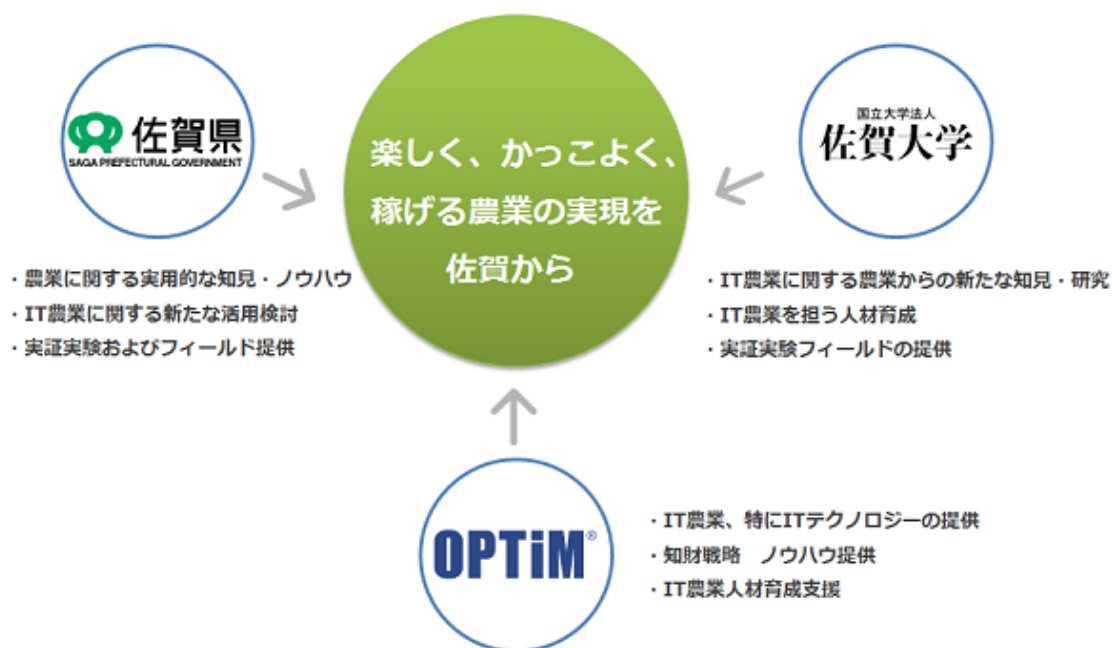 佐賀県
SAGA PREFECTURAL GOVERNMENT
・農業に関する実用的な知見・ノウハウ
・IT農業に関する新たな活用検討
・実証実験およびフィールド提供
楽しく、かっこよく、
稼げる農業の実現を
佐賀から
国立大学法人
佐賀大学
・IT農業に関する農業からの新たな知見・研究
・IT農業を担う人材育成
・実証実験フィールドの提供
OPTiM®
・IT農業、特にITテクノロジーの提供
・知財戦略　ノウハウ提供
・IT農業人材育成支援